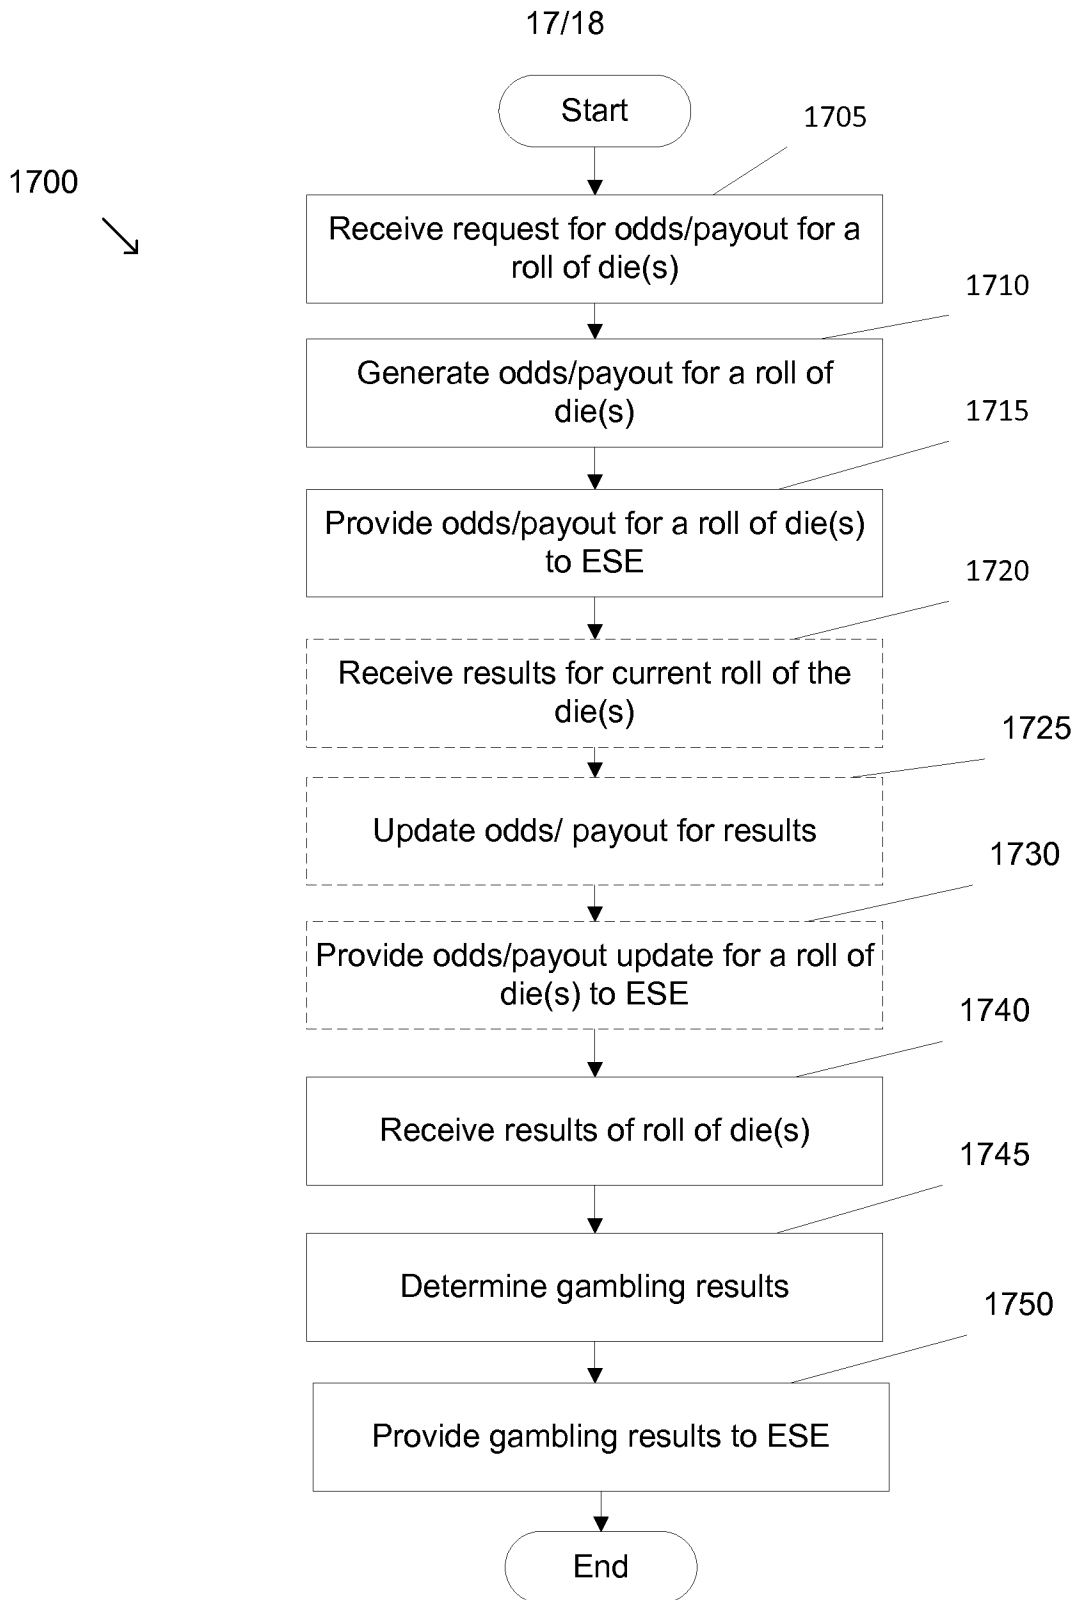 17/18
Start
1705
1700
Receive request for odds/payout for a
roll of die(s)
1710
Generate odds/payout for a roll of
die(s)
1715
Provide odds/payout for a roll of die(s)
to ESE
1720
Receive results for current roll of the
die(s)
1725
Update odds/ payout for results
1730
Provide odds/payout update for a roll of
die(s) to ESE
1740
Receive results of roll of die(s)
1745
Determine gambling results
1750
Provide gambling results to ESE
End